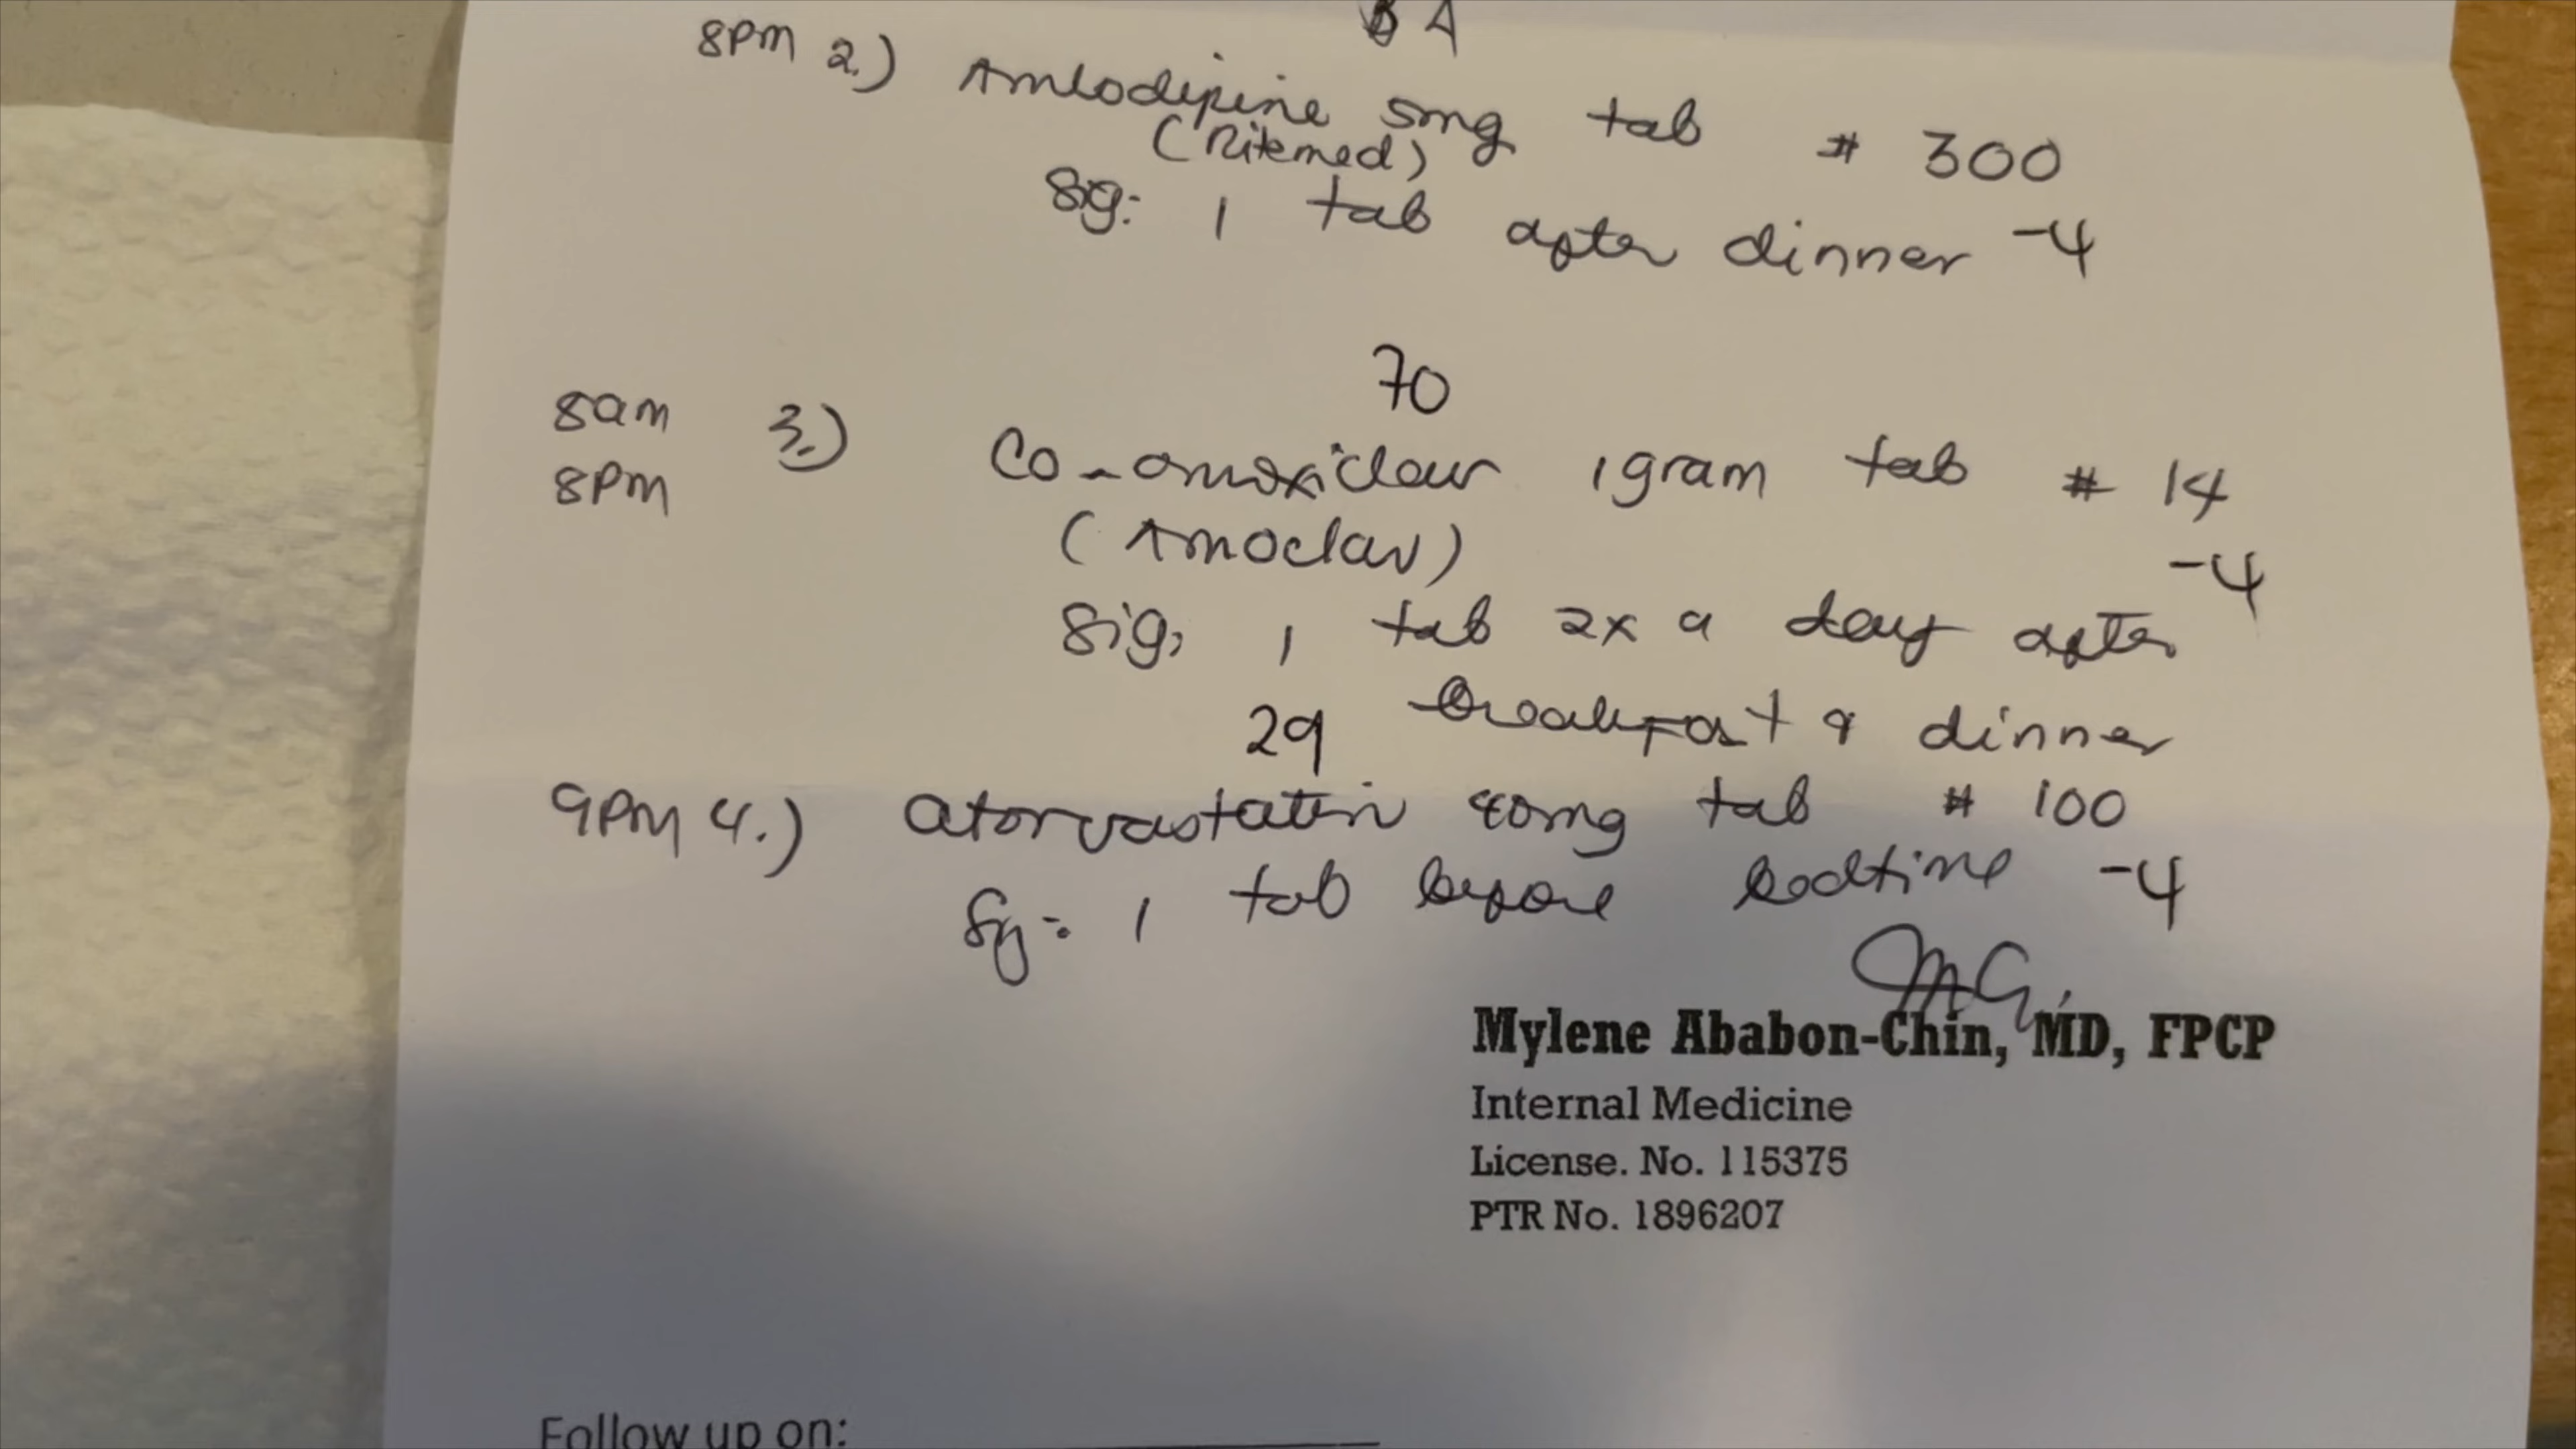 8pm 2.) Amlodipine 5mg tab # 300
(Ritemed)
Sig: 1 tab after dinner -4
70
8am 3.) Co-amoxiclav 1gram tab # 14
8pm (Amoclav) -4
Sig, 1 tab 2x a day after
29 breakfast & dinner
9pm 4.) atorvastatin mg tab # 100
Sig: 1 tab before bedtime -4
Mylene Ababon-Chin, MD, FPCP
Internal Medicine
License. No. 115375
PTR No. 1896207
Follow up on: